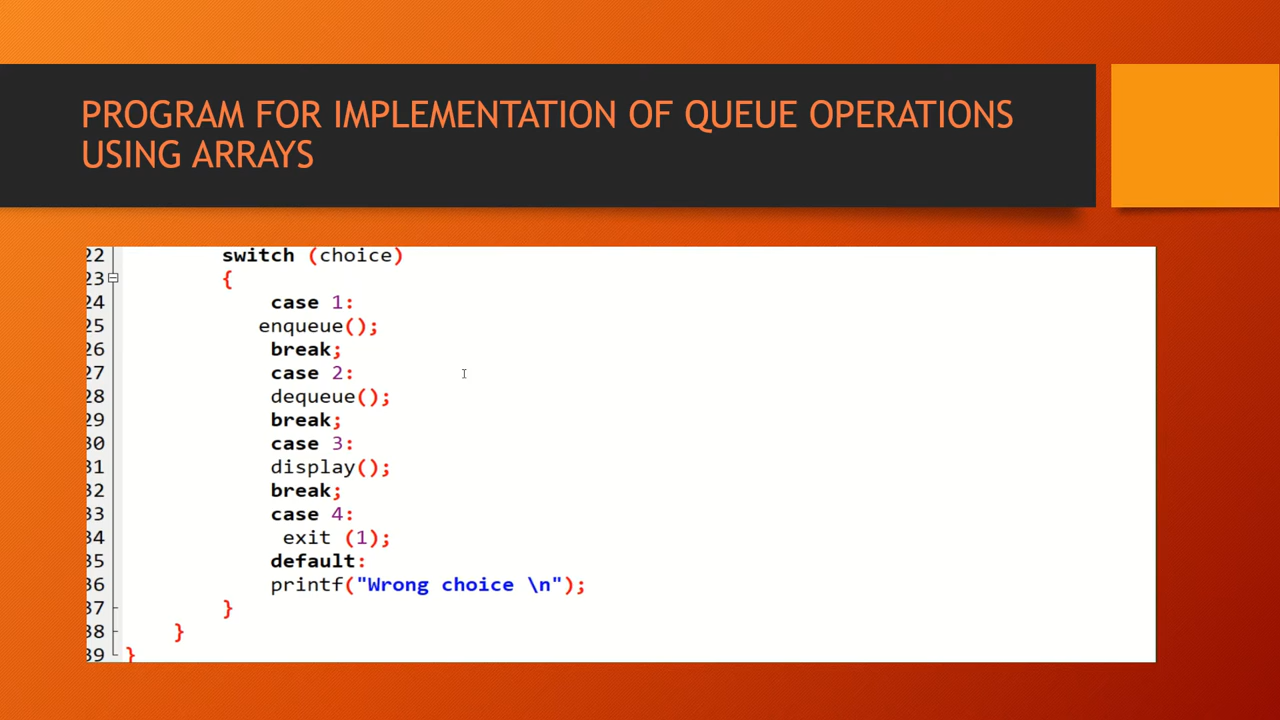 PROGRAM FOR IMPLEMENTATION OF QUEUE OPERATIONS
USING ARRAYS
22 switch (choice)
23 {
24 case 1:
25 enqueue();
26 break;
27 case 2:
28 dequeue();
29 break;
30 case 3:
31 display();
32 break;
33 case 4:
34 exit (1);
35 default:
36 printf("Wrong choice \n");
37 }
38 }
39 }